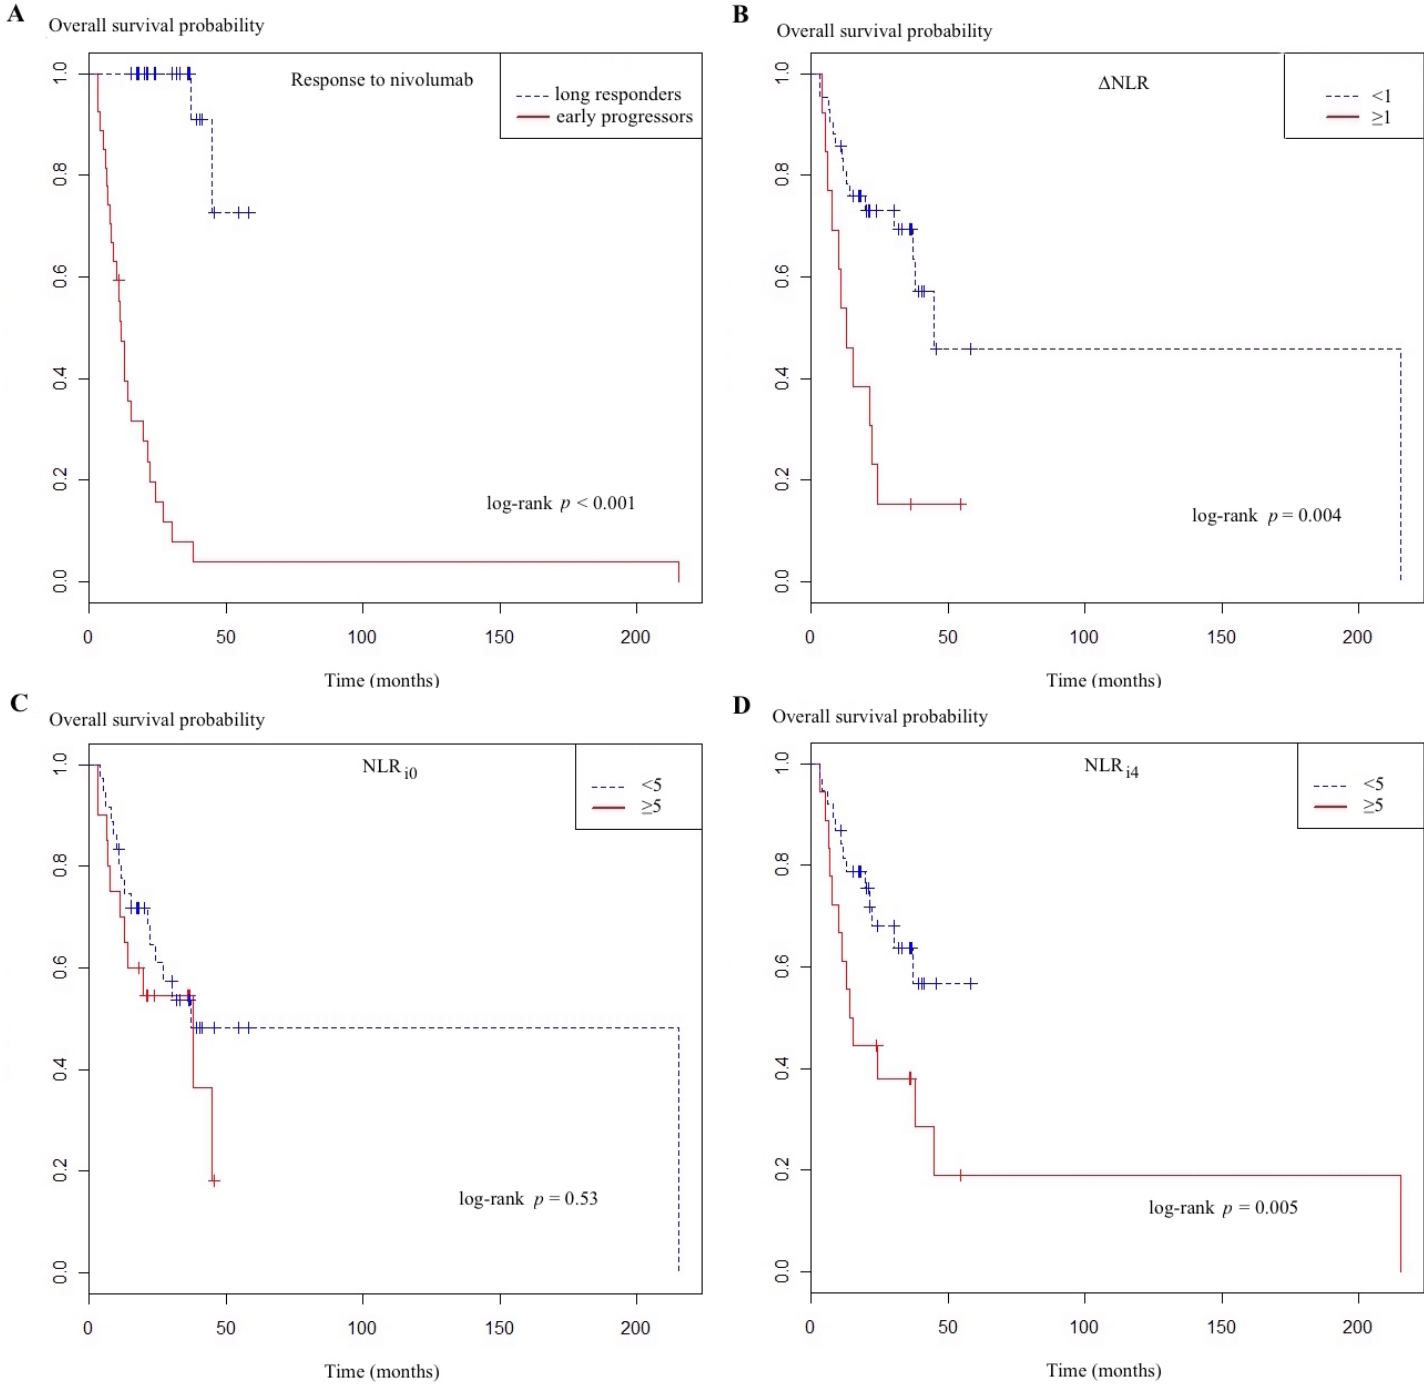 A
Overall survival probability
Response to nivolumab
long responders
early progressors
1.0
0.8
0.6
0.4
0.2
0.0
log-rank p < 0.001
0 50 100 150 200
Time (months)
B
Overall survival probability
ΔNLR
<1
≥1
1.0
0.8
0.6
0.4
0.2
0.0
log-rank p = 0.004
0 50 100 150 200
Time (months)
C
Overall survival probability
NLR i0
<5
≥5
1.0
0.8
0.6
0.4
0.2
0.0
log-rank p = 0.53
0 50 100 150 200
Time (months)
D
Overall survival probability
NLR i4
<5
≥5
1.0
0.8
0.6
0.4
0.2
0.0
log-rank p = 0.005
0 50 100 150 200
Time (months)